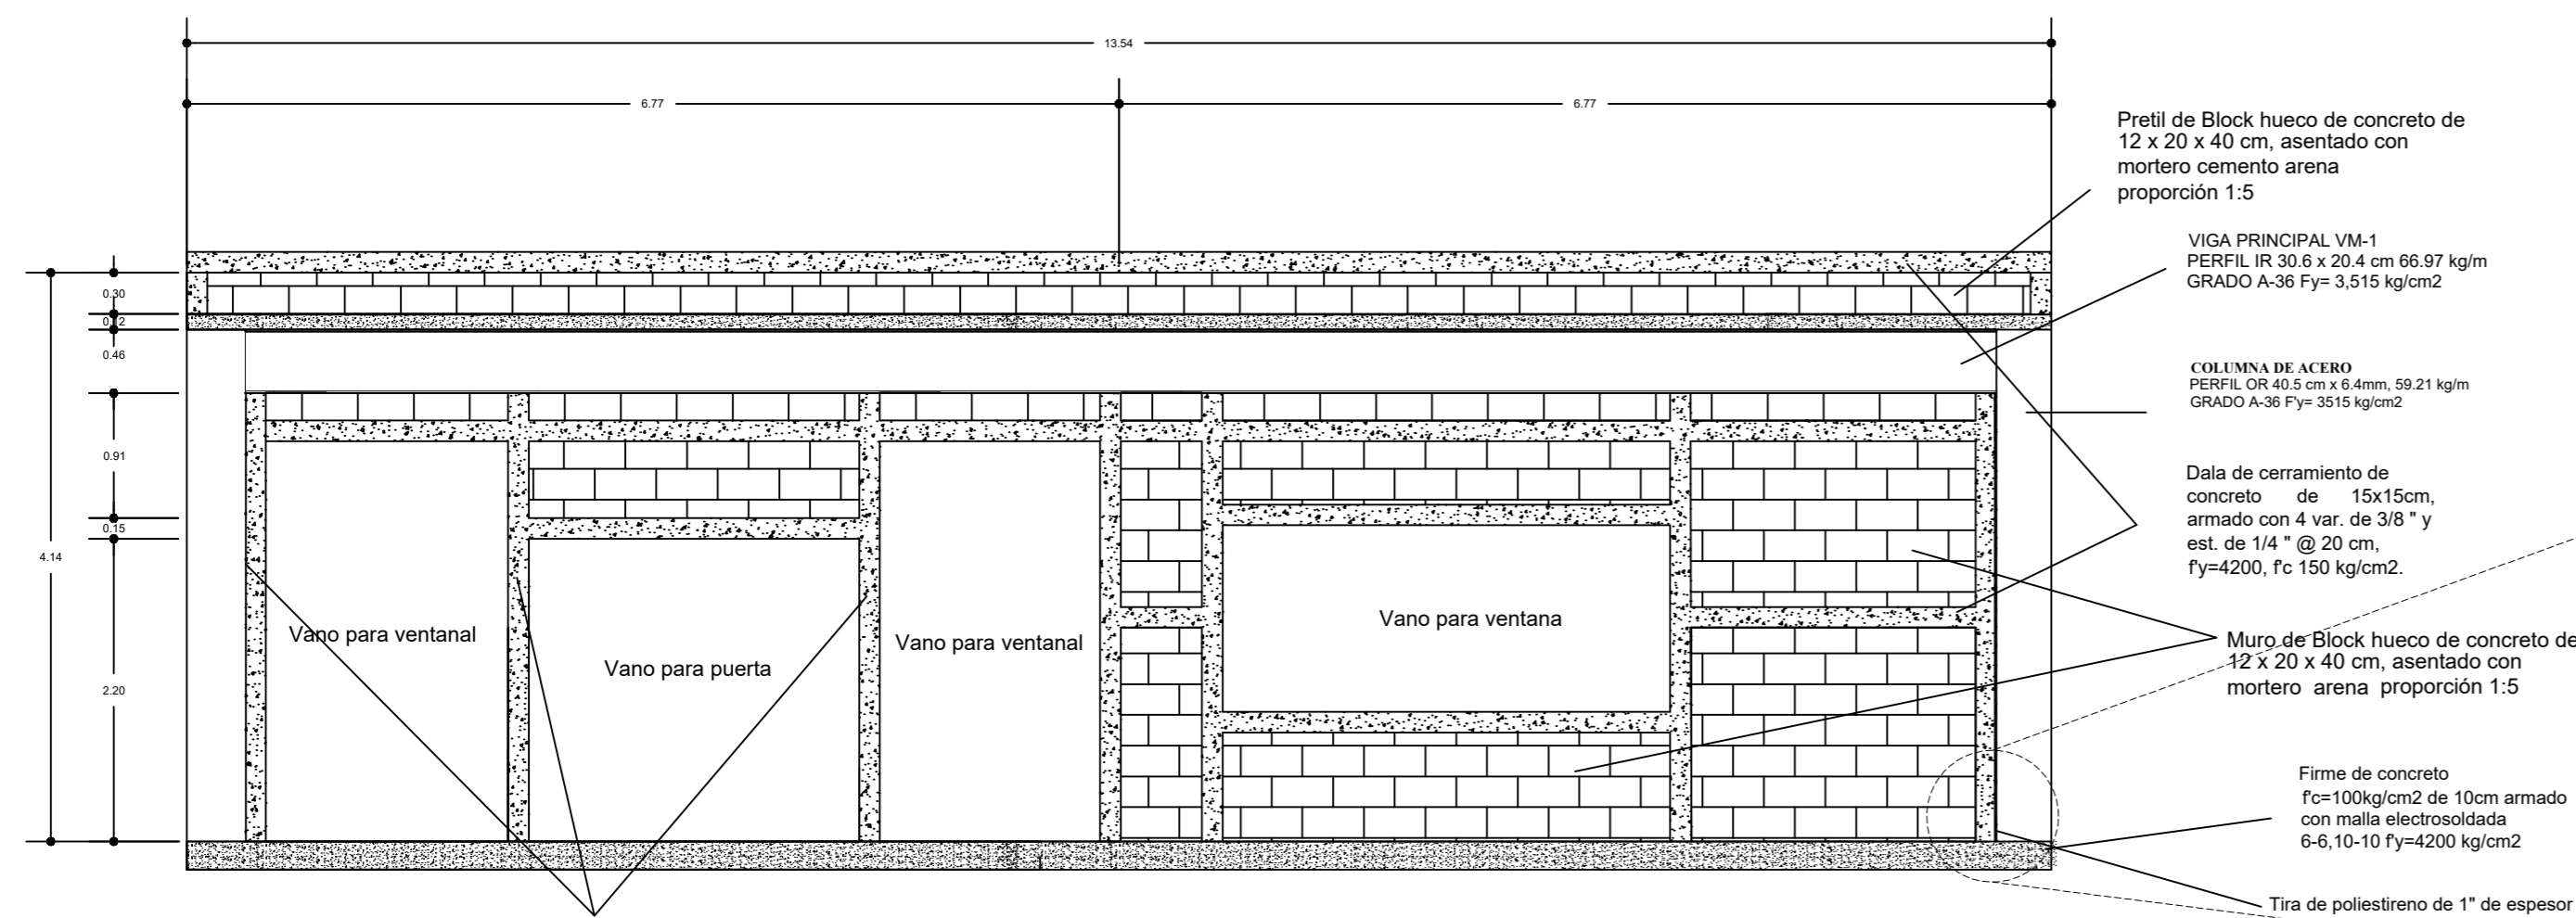 13.54
6.77
6.77
Pretil de Block hueco de concreto de
12 x 20 x 40 cm, asentado con
mortero cemento arena
proporción 1:5
VIGA PRINCIPAL VM-1
PERFIL IR 30.6 x 20.4 cm 66.97 kg/m
GRADO A-36 Fy= 3,515 kg/cm2
0.30
0.12
0.46
COLUMNA DE ACERO
PERFIL OR 40.5 cm x 6.4mm, 59.21 kg/m
GRADO A-36 F'y= 3515 kg/cm2
0.91
Dala de cerramiento de
concreto de 15x15cm,
armado con 4 var. de 3/8 " y
est. de 1/4 " @ 20 cm,
f'y=4200, f'c 150 kg/cm2.
0.15
4.14
2.20
Vano para ventanal
Vano para puerta
Vano para ventanal
Vano para ventana
Muro de Block hueco de concreto de
12 x 20 x 40 cm, asentado con
mortero arena proporción 1:5
Firme de concreto
f'c=100kg/cm2 de 10cm armado
con malla electrosoldada
6-6,10-10 f'y=4200 kg/cm2
Tira de poliestireno de 1" de espesor